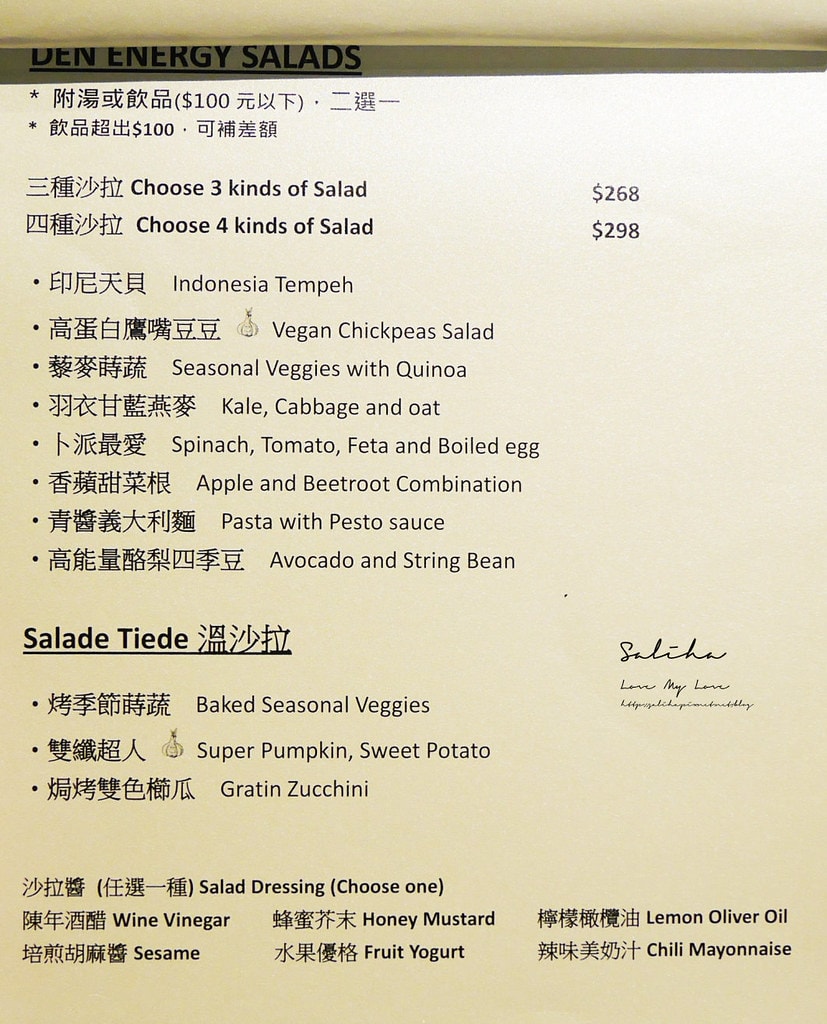 DEN ENERGY SALADS
* 附湯或飲品($100 元以下)，二選一
* 飲品超出$100，可補差額
三種沙拉 Choose 3 kinds of Salad $268
四種沙拉 Choose 4 kinds of Salad $298
・印尼天貝 Indonesia Tempeh
・高蛋白鷹嘴豆豆 Vegan Chickpeas Salad
・藜麥蒔蔬 Seasonal Veggies with Quinoa
・羽衣甘藍燕麥 Kale, Cabbage and oat
・卜派最愛 Spinach, Tomato, Feta and Boiled egg
・香蘋甜菜根 Apple and Beetroot Combination
・青醬義大利麵 Pasta with Pesto sauce
・高能量酪梨四季豆 Avocado and String Bean
Salade Tiede 溫沙拉
Saliha
Love My Love
・烤季節蒔蔬 Baked Seasonal Veggies
・雙纖超人 Super Pumpkin, Sweet Potato
・焗烤雙色櫛瓜 Gratin Zucchini
沙拉醬 (任選一種) Salad Dressing (Choose one)
陳年酒醋 Wine Vinegar 蜂蜜芥末 Honey Mustard 檸檬橄欖油 Lemon Oliver Oil
培煎胡麻醬 Sesame 水果優格 Fruit Yogurt 辣味美奶汁 Chili Mayonnaise